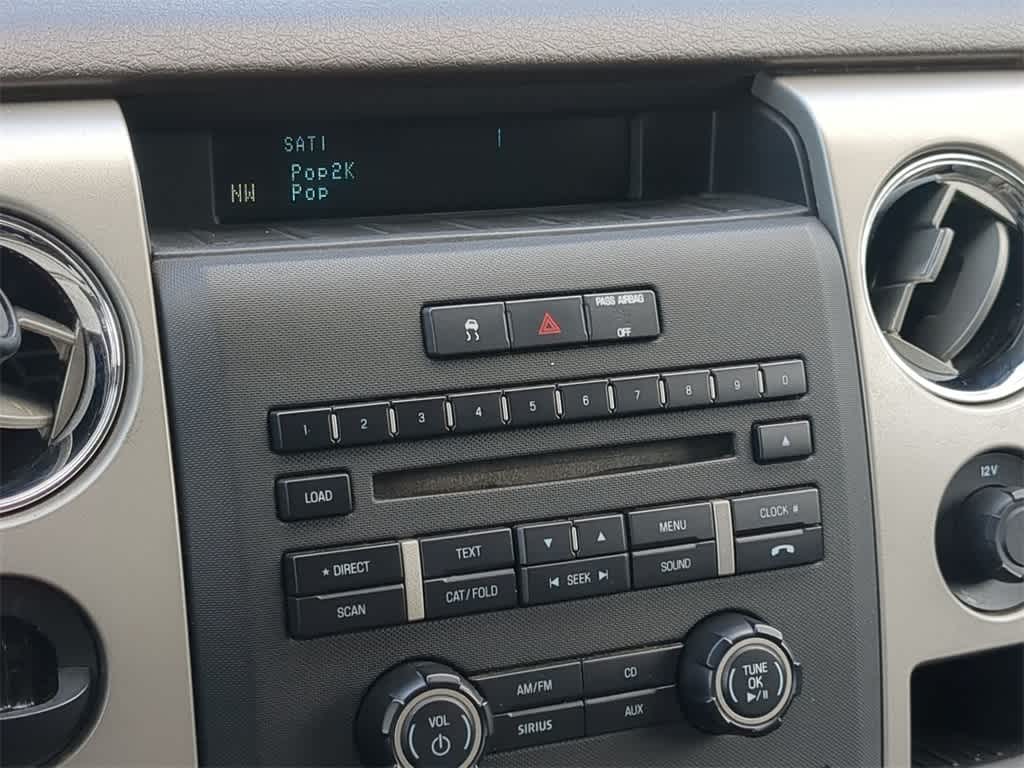 SAT1 1
Pop2K
NW Pop
PASS AIRBAG
OFF
1 2 3 4 5 6 7 8 9 0
LOAD
12V
★ DIRECT TEXT ▼ ▲ MENU CLOCK #
SCAN CAT/FOLD SEEK SOUND
AM/FM CD
SIRIUS AUX
VOL
TUNE
OK